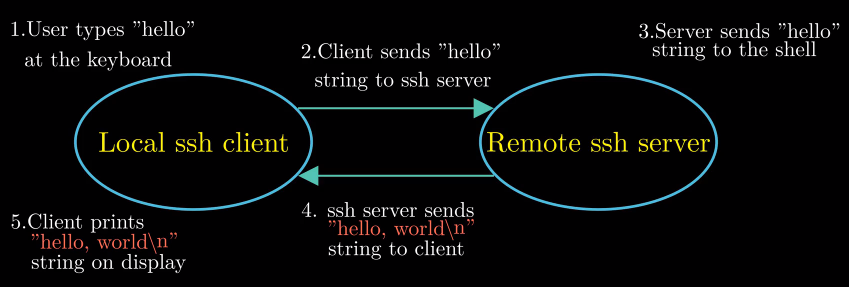 1.User types "hello"
at the keyboard
2.Client sends "hello"
string to ssh server
3.Server sends "hello"
string to the shell
Local ssh client
Remote ssh server
4. ssh server sends
"hello, world\n"
string to client
5.Client prints
"hello, world\n"
string on display